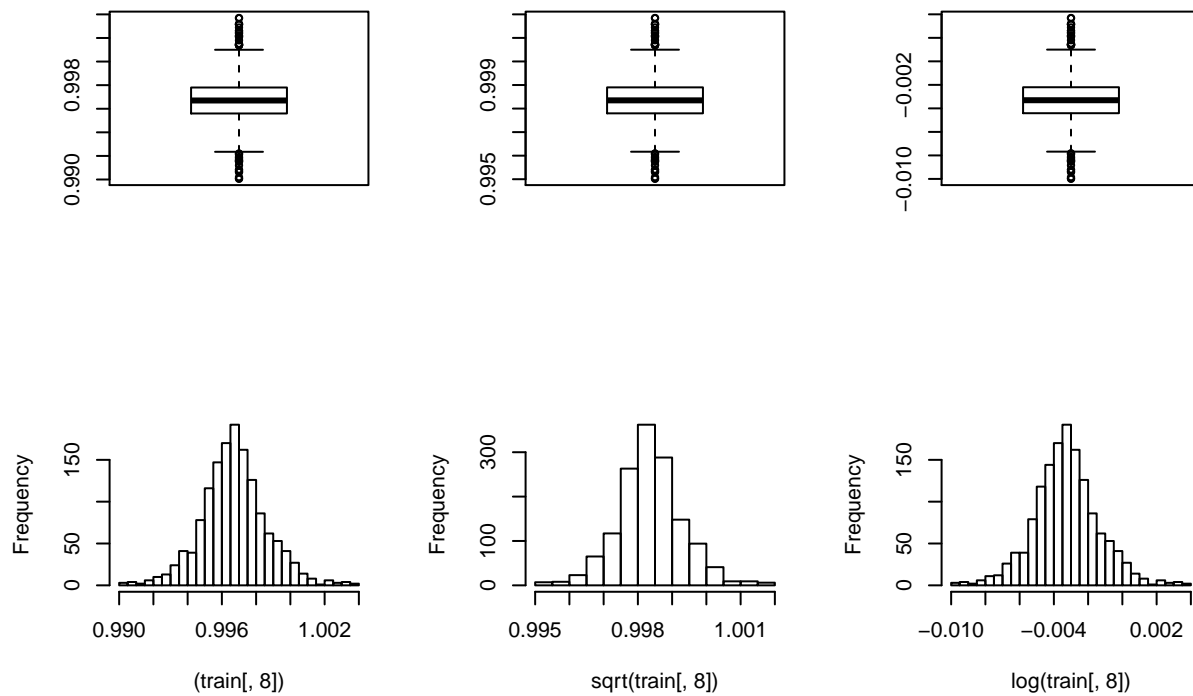 0.990 0.998
0.995 0.999
−0.010 −0.002
Frequency
0 50 150
0.990 0.996 1.002
(train[, 8])
Frequency
0 100 300
0.995 0.998 1.001
sqrt(train[, 8])
Frequency
0 50 150
−0.010 −0.004 0.002
log(train[, 8])